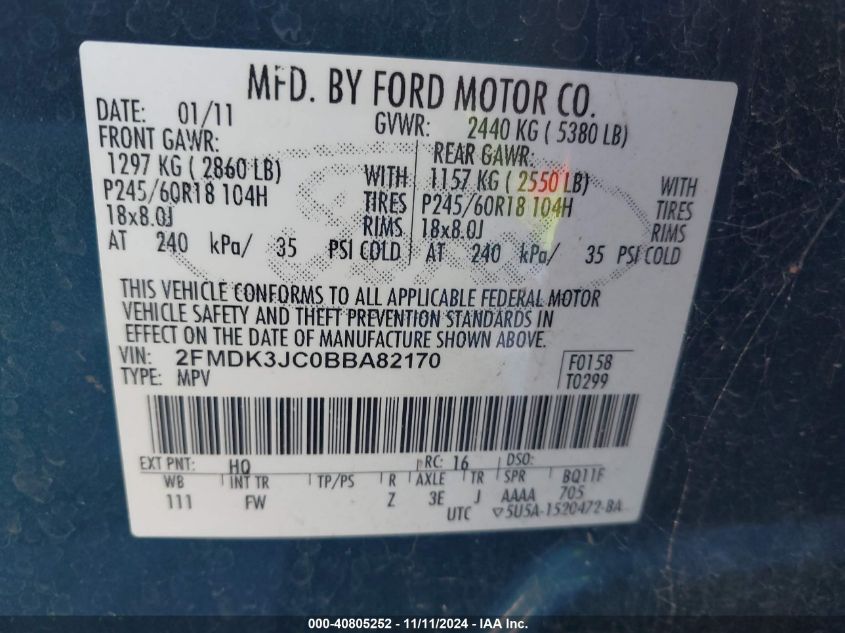 MFD. BY FORD MOTOR CO.
DATE: 01/11 GVWR: 2440 KG ( 5380 LB)
FRONT GAWR: REAR GAWR:
1297 KG ( 2860 LB) WITH 1157 KG ( 2550 LB) WITH
P245/60R18 104H TIRES P245/60R18 104H TIRES
18x8.0J RIMS 18x8.0J RIMS
AT 240 kPa/ 35 PSI COLD AT 240 kPa/ 35 PSI COLD
THIS VEHICLE CONFORMS TO ALL APPLICABLE FEDERAL MOTOR
VEHICLE SAFETY AND THEFT PREVENTION STANDARDS IN
EFFECT ON THE DATE OF MANUFACTURE SHOWN ABOVE.
VIN: 2FMDK3JC0BBA82170 F0158
TYPE: MPV T0299
EXT PNT: HQ RC: 16 DSO:
WB INT TR TP/PS R AXLE TR SPR BQ11F
111 FW Z 3E J AAAA 705
UTC ▽5U5A-1520472-BA
000-40805252 - 11/11/2024 - IAA Inc.